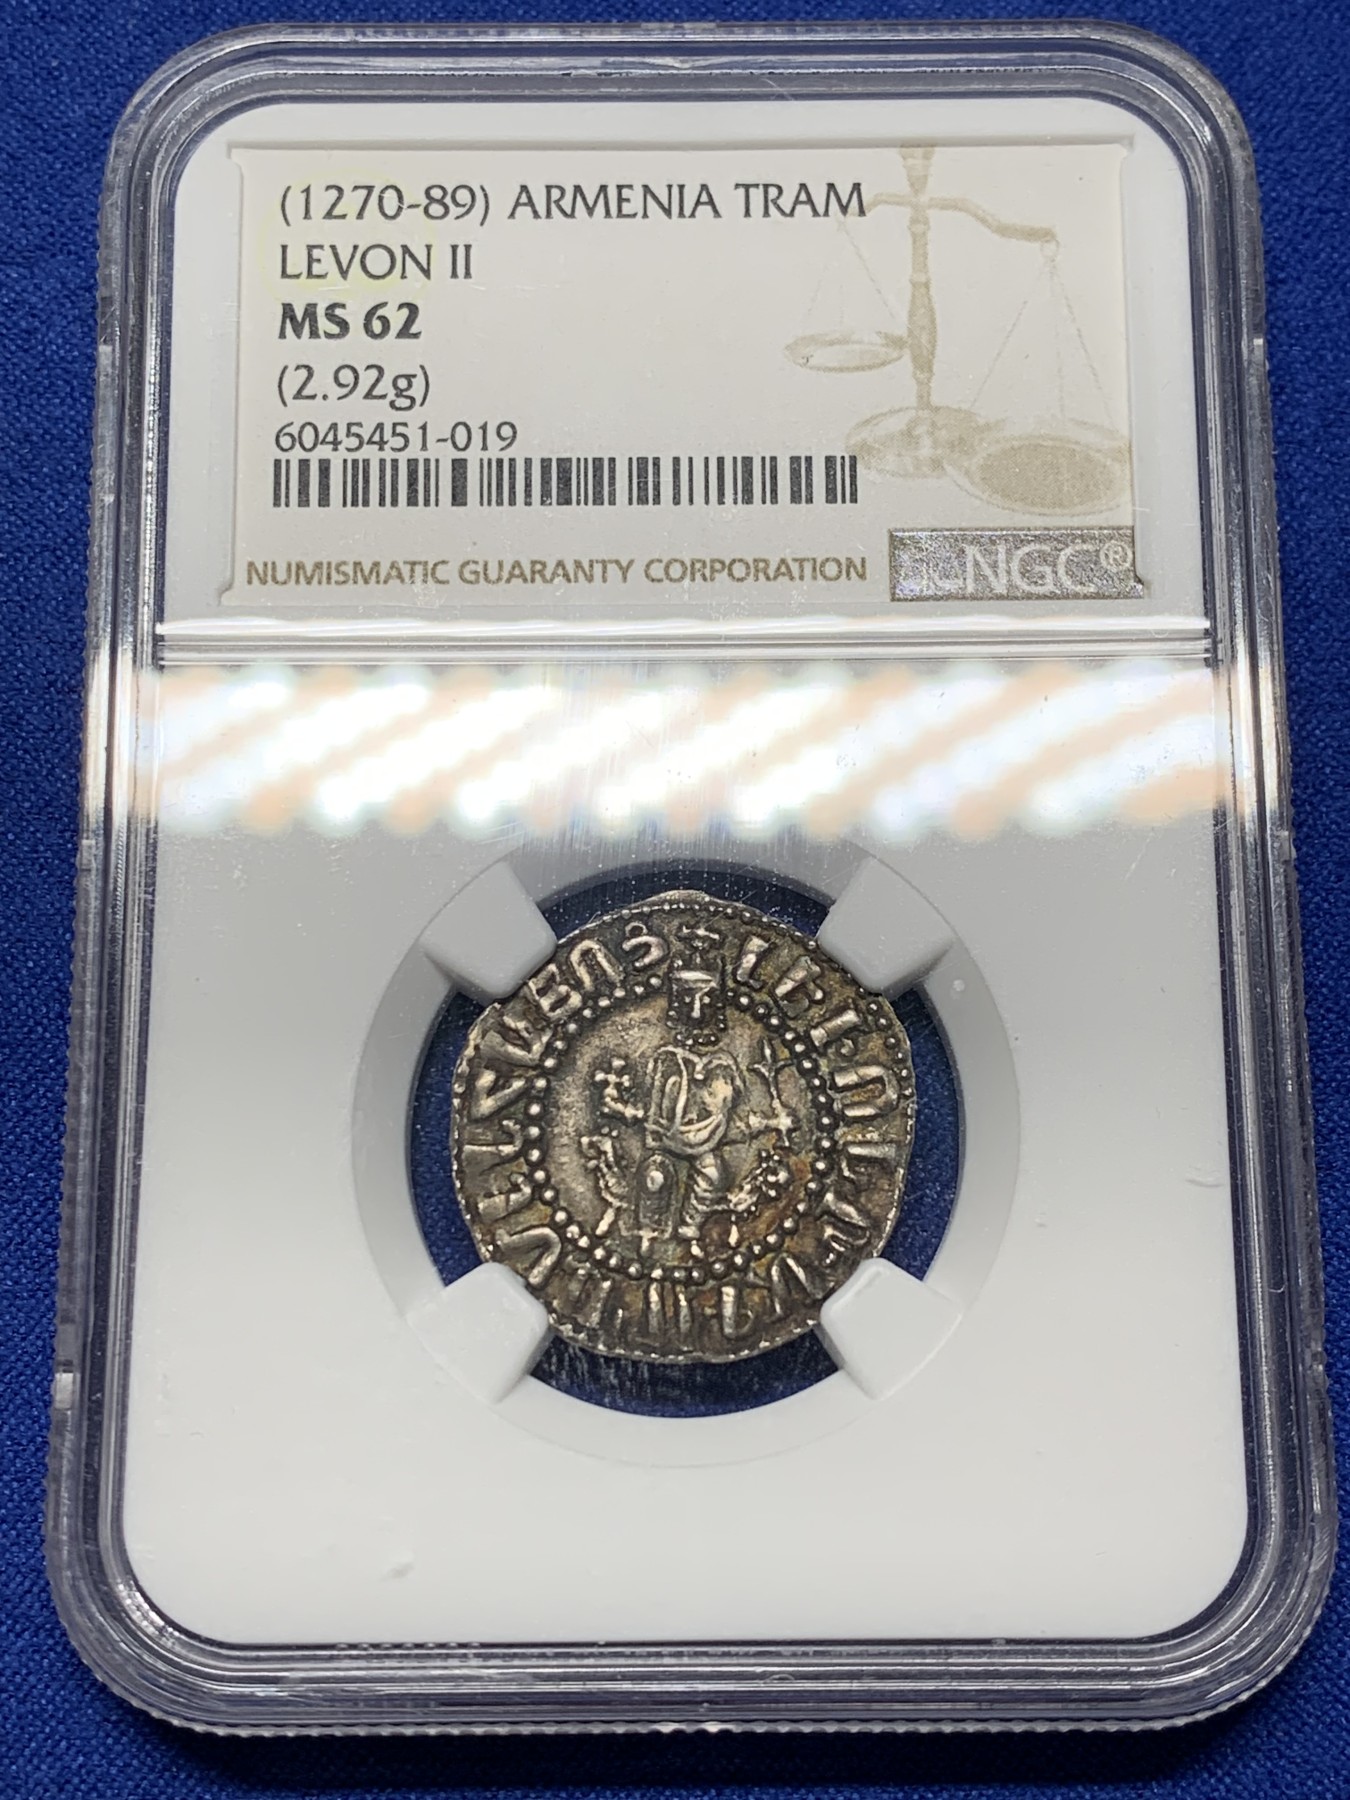 (1270-89) ARMENIA TRAM
LEVON II
MS 62
(2.92g)
6045451-019
NUMISMATIC GUARANTY CORPORATION
NGC®